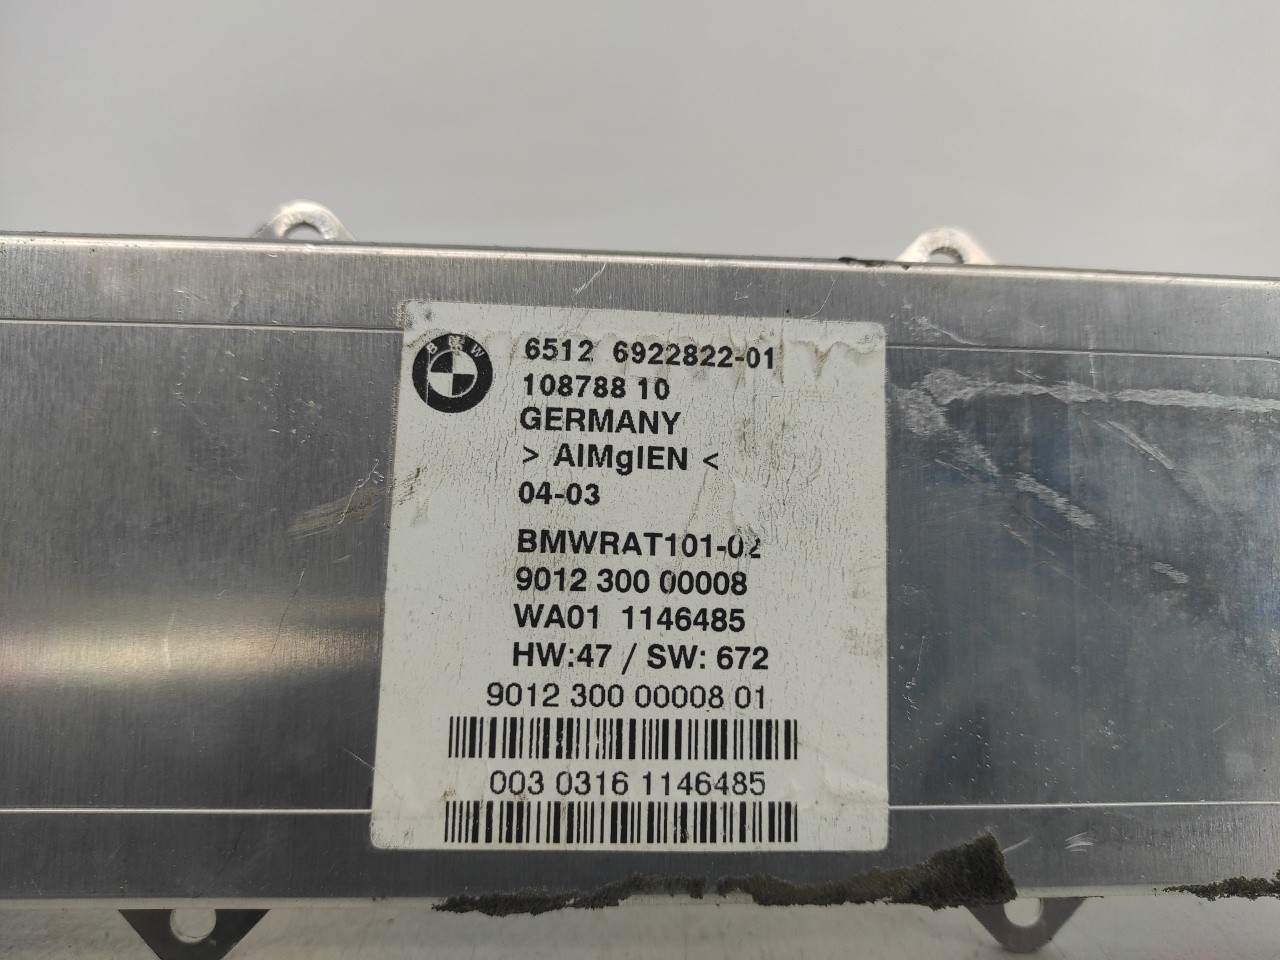 BMW
6512 6922822-01
108788 10
GERMANY
> AlMgIEN <
04-03
BMWRAT101-02
9012 300 00008
WA01 1146485
HW:47 / SW: 672
9012 300 00008 01
003 0316 1146485